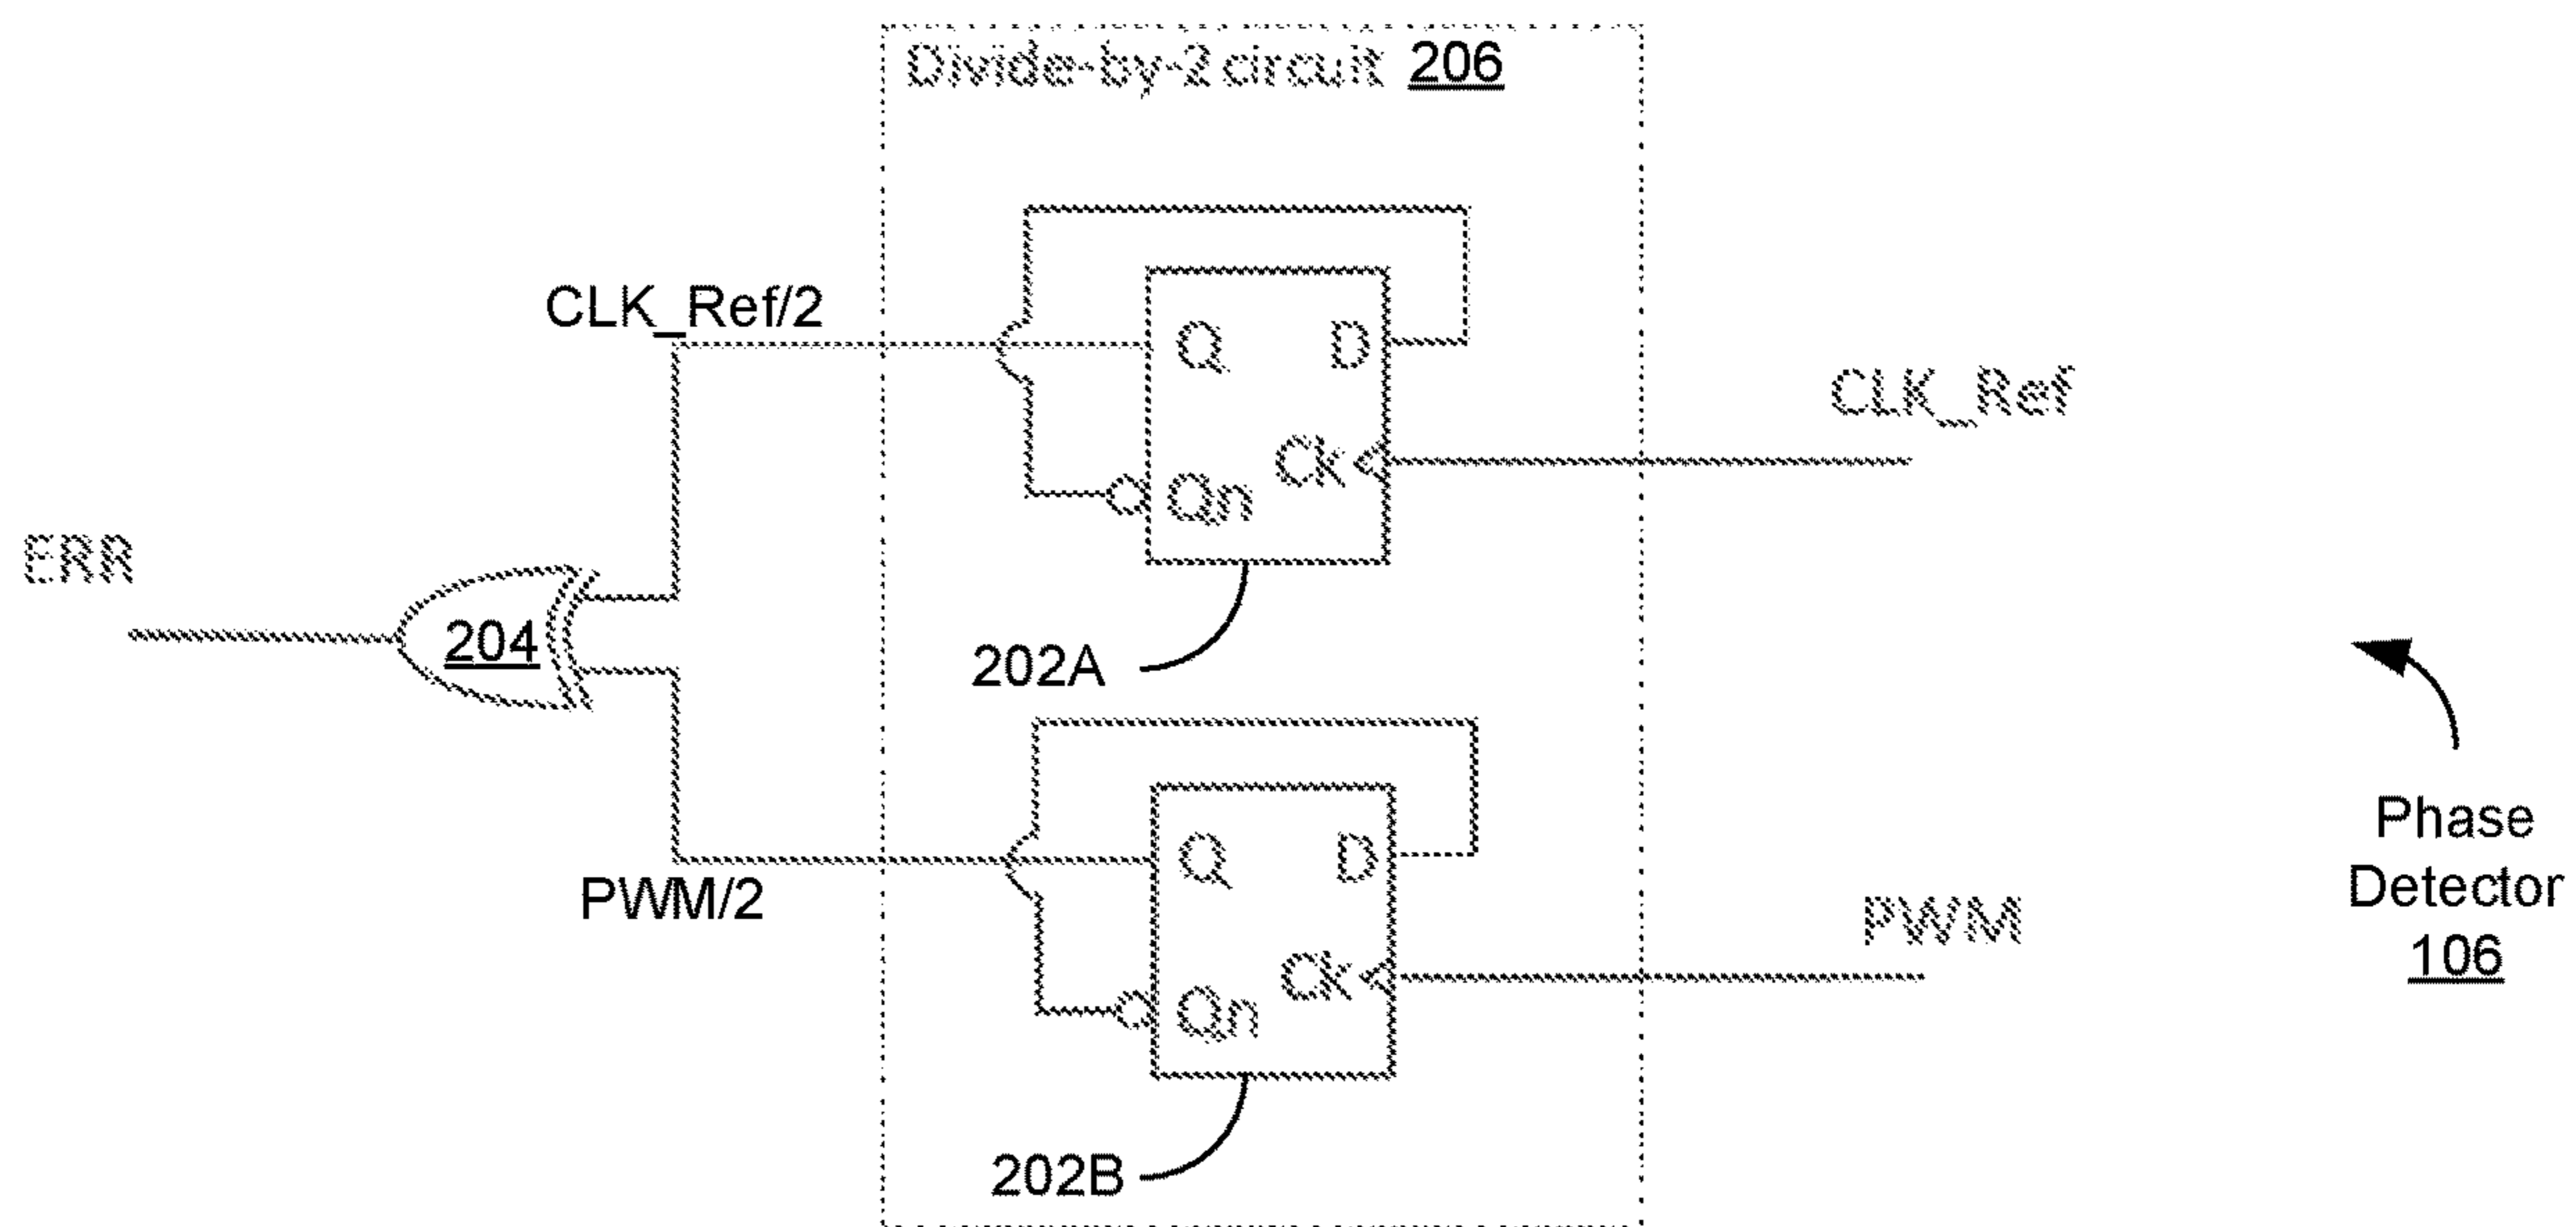 Divide-by-2 circuit 206
CLK_Ref/2
Q
D
CLK_Ref
Ck
Qn
ERR
204
202A
Phase
Detector
106
Q
D
PWM/2
PWM
Ck
Qn
202B